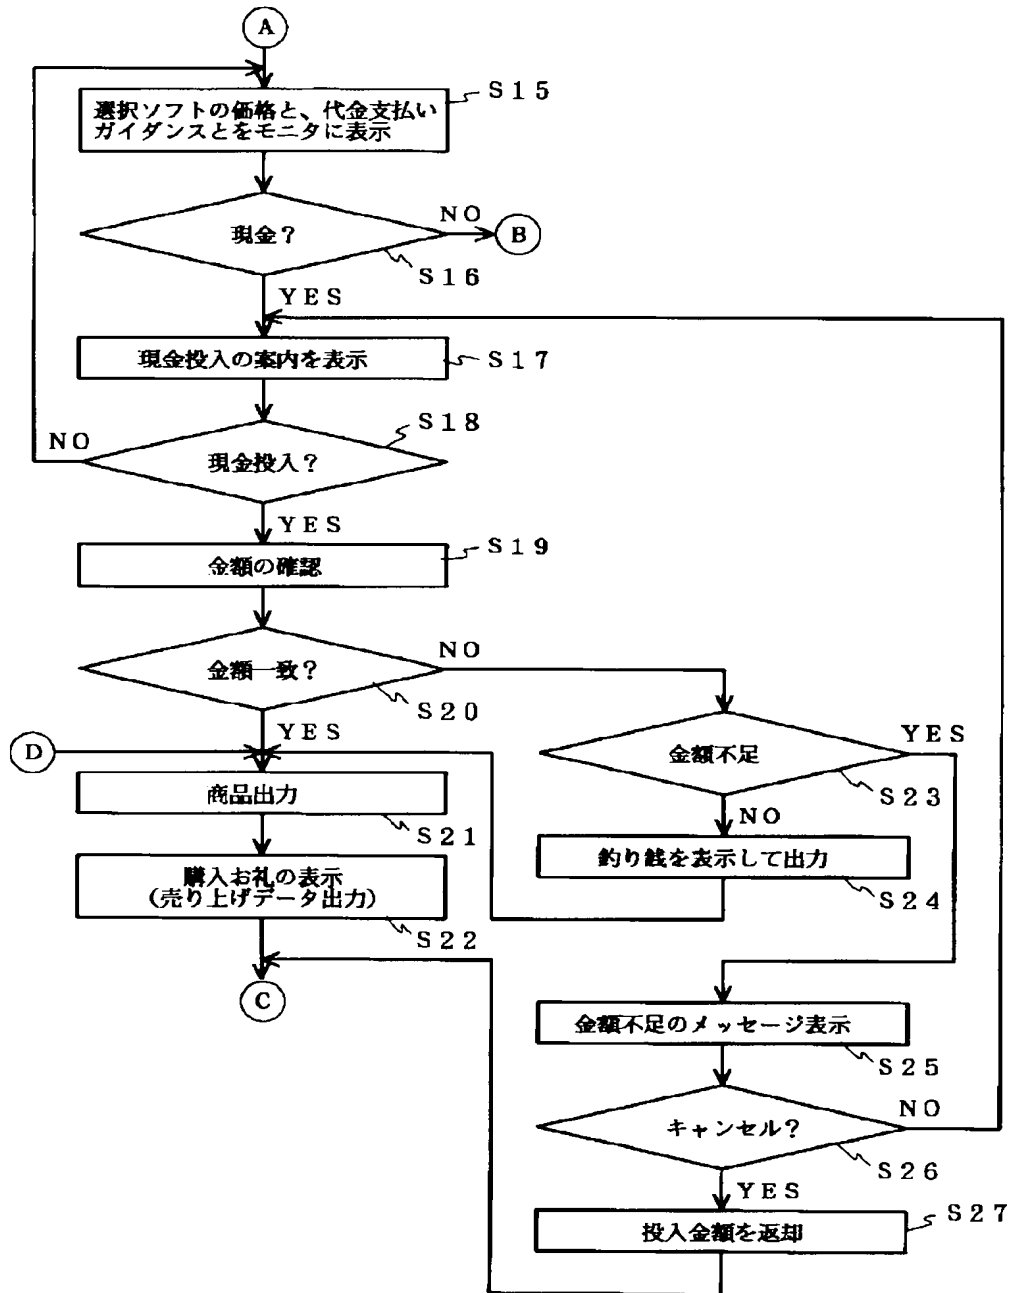 A
S15
選択ソフトの価格と、代金支払い
ガイダンスとをモニタに表示
現金？
NO
B
S16
YES
現金投入の案内を表示
S17
S18
NO
現金投入？
YES
S19
金額の確認
金額一致？
NO
S20
YES
D
金額不足
YES
S23
商品出力
S21
NO
釣り銭を表示して出力
S24
購入お礼の表示
（売り上げデータ出力）
S22
C
金額不足のメッセージ表示
S25
キャンセル？
NO
S26
YES
投入金額を返却
S27